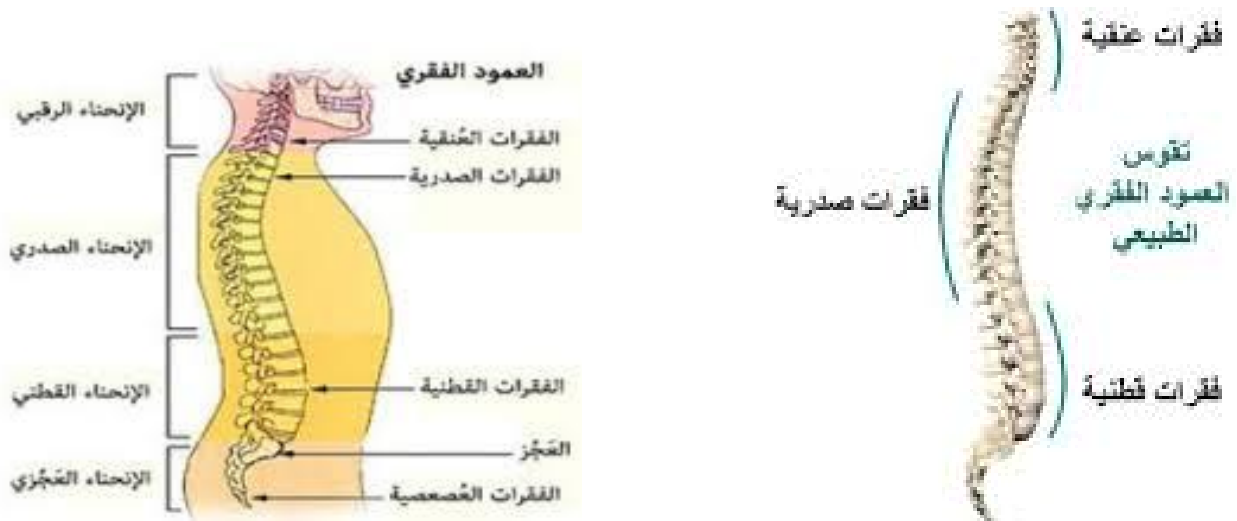 العمود الفقري
الإنحناء الرقبي
الفقرات العُنقية
الفقرات الصدرية
الإنحناء الصدري
الفقرات القطنية
الإنحناء القطني
العَجُز
الإنحناء العَجُزي
الفقرات العُصعصية
فقرات عنقية
تقوس
العمود الفقري
الطبيعي
فقرات صدرية
فقرات قطنية